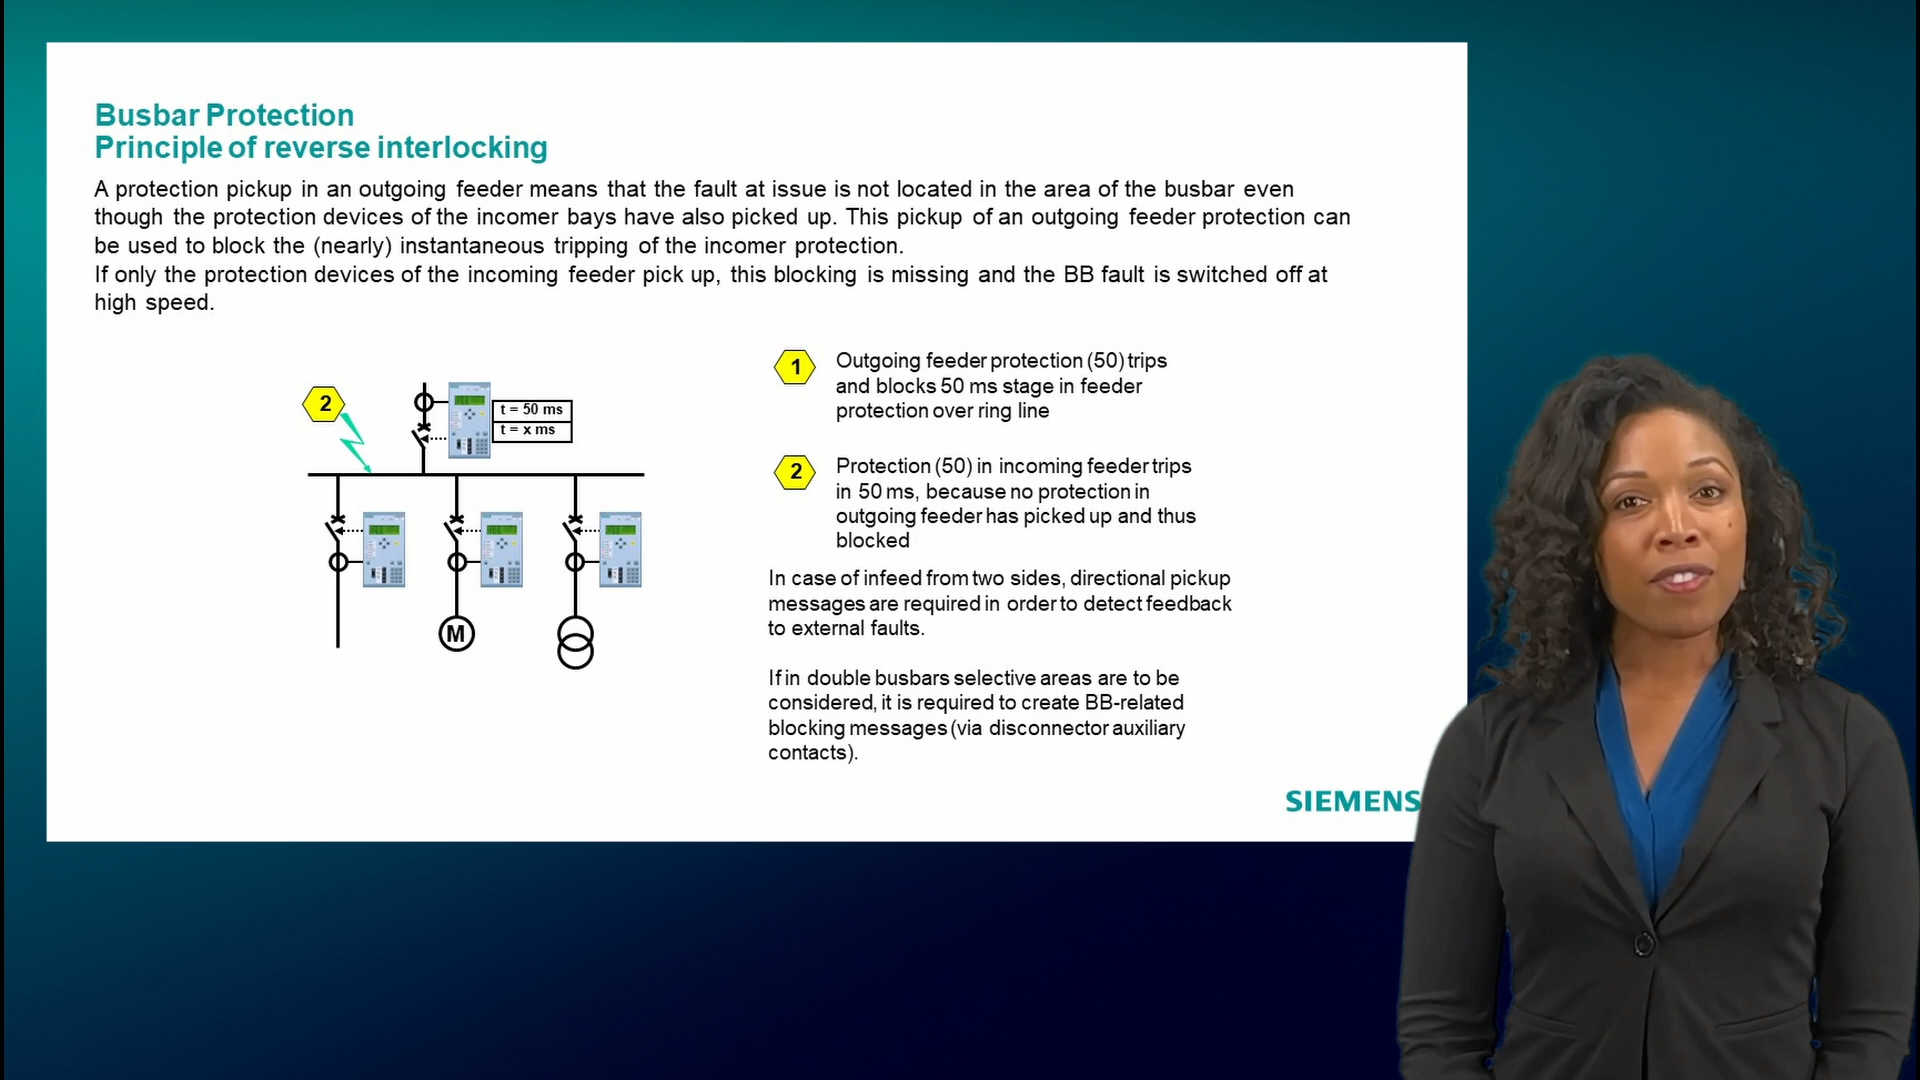 Busbar Protection
Principle of reverse interlocking
A protection pickup in an outgoing feeder means that the fault at issue is not located in the area of the busbar even
though the protection devices of the incomer bays have also picked up. This pickup of an outgoing feeder protection can
be used to block the (nearly) instantaneous tripping of the incomer protection.
If only the protection devices of the incoming feeder pick up, this blocking is missing and the BB fault is switched off at
high speed.
2
t = 50 ms
t = x ms
M
1
Outgoing feeder protection (50) trips
and blocks 50 ms stage in feeder
protection over ring line
2
Protection (50) in incoming feeder trips
in 50 ms, because no protection in
outgoing feeder has picked up and thus
blocked
In case of infeed from two sides, directional pickup
messages are required in order to detect feedback
to external faults.
If in double busbars selective areas are to be
considered, it is required to create BB-related
blocking messages (via disconnector auxiliary
contacts).
SIEMENS